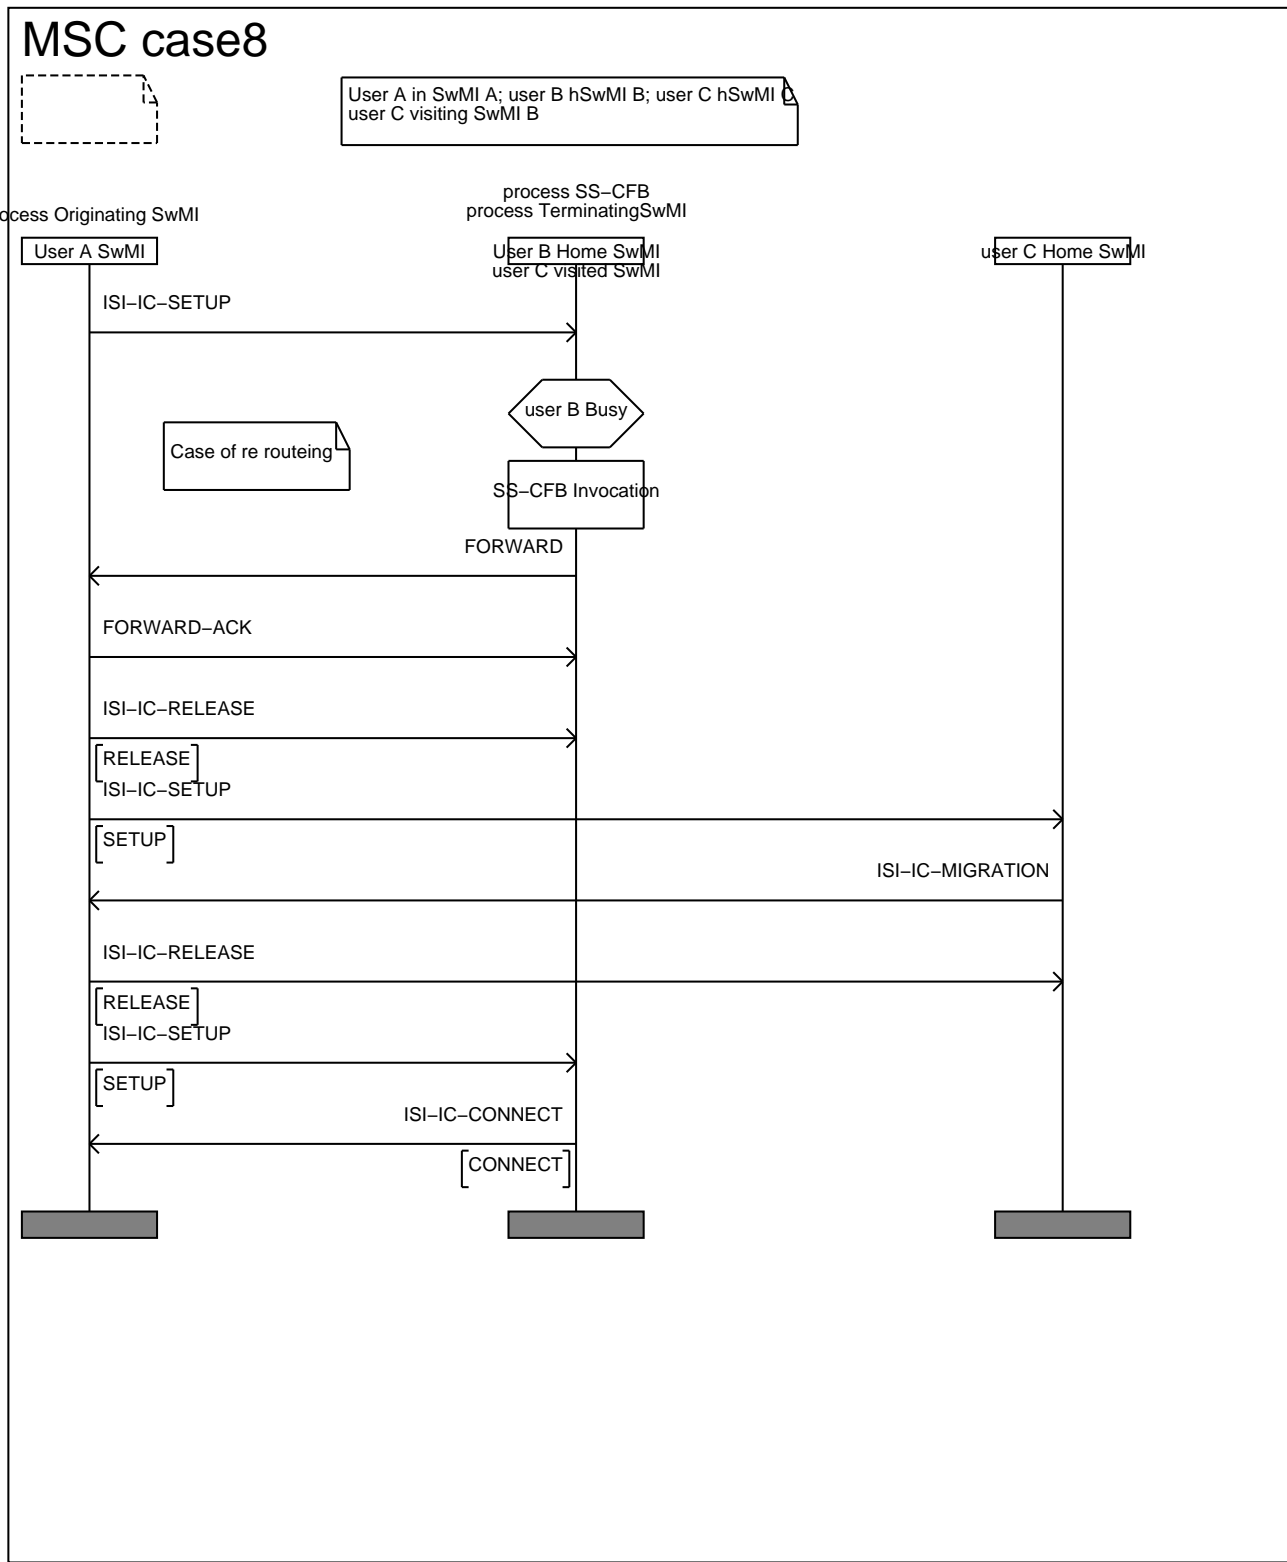 MSC case8
User A in SwMI A; user B hSwMI B; user C hSwMI C
user C visiting SwMI B
process SS-CFB
process TerminatingSwMI
ocess Originating SwMI
User A SwMI
User B Home SwMI
user C visited SwMI
user C Home SwMI
ISI-IC-SETUP
user B Busy
Case of re routeing
SS-CFB Invocation
FORWARD
FORWARD-ACK
ISI-IC-RELEASE
RELEASE
ISI-IC-SETUP
SETUP
ISI-IC-MIGRATION
ISI-IC-RELEASE
RELEASE
ISI-IC-SETUP
SETUP
ISI-IC-CONNECT
CONNECT